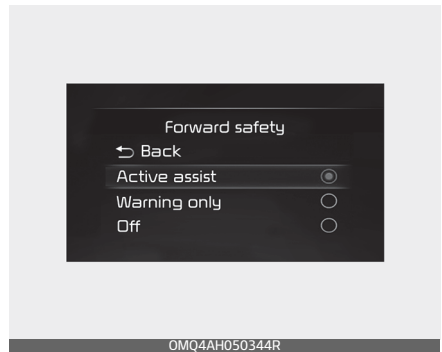 Forward safety
Back
Active assist
Warning only
Off
OMQ4AH050344R